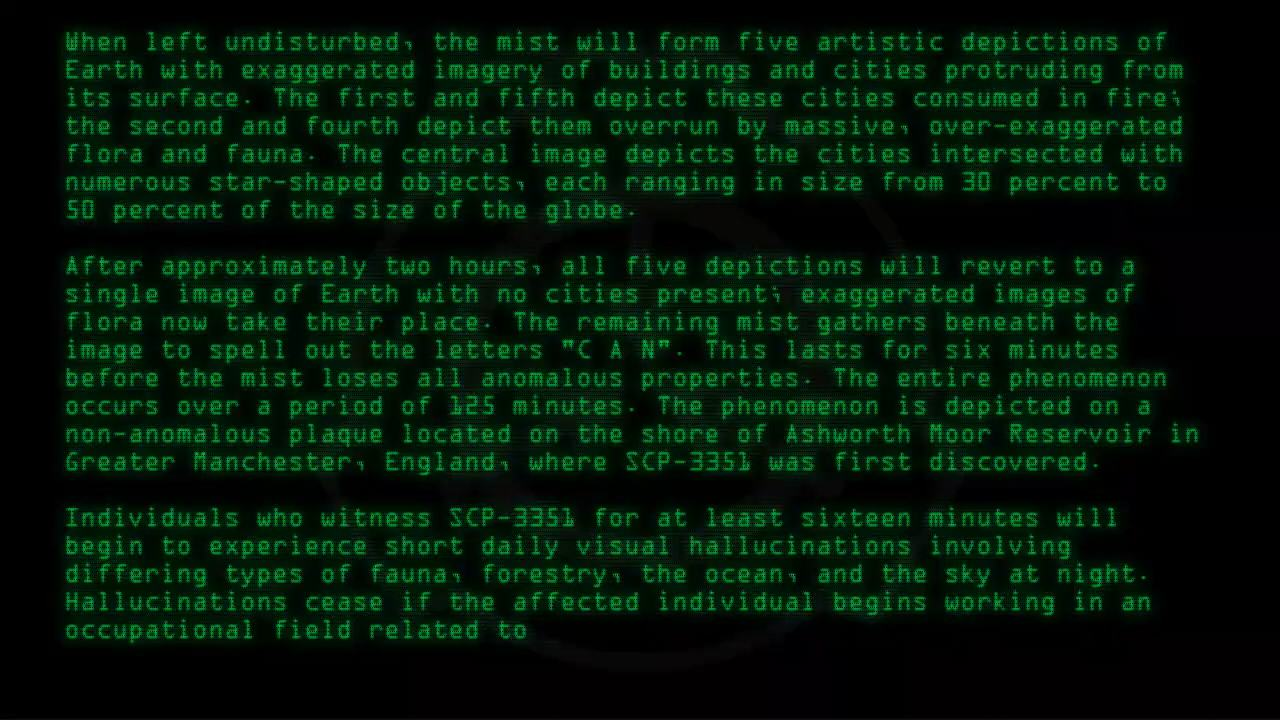 When left undisturbed, the mist will form five artistic depictions of
Earth with exaggerated imagery of buildings and cities protruding from
its surface. The first and fifth depict these cities consumed in fire;
the second and fourth depict them overrun by massive, over-exaggerated
flora and fauna. The central image depicts the cities intersected with
numerous star-shaped objects, each ranging in size from 30 percent to
50 percent of the size of the globe.
After approximately two hours, all five depictions will revert to a
single image of Earth with no cities present; exaggerated images of
flora now take their place. The remaining mist gathers beneath the
image to spell out the letters "C A N". This lasts for six minutes
before the mist loses all anomalous properties. The entire phenomenon
occurs over a period of 125 minutes. The phenomenon is depicted on a
non-anomalous plaque located on the shore of Ashworth Moor Reservoir in
Greater Manchester, England, where SCP-3351 was first discovered.
Individuals who witness SCP-3351 for at least sixteen minutes will
begin to experience short daily visual hallucinations involving
differing types of fauna, forestry, the ocean, and the sky at night.
Hallucinations cease if the affected individual begins working in an
occupational field related to